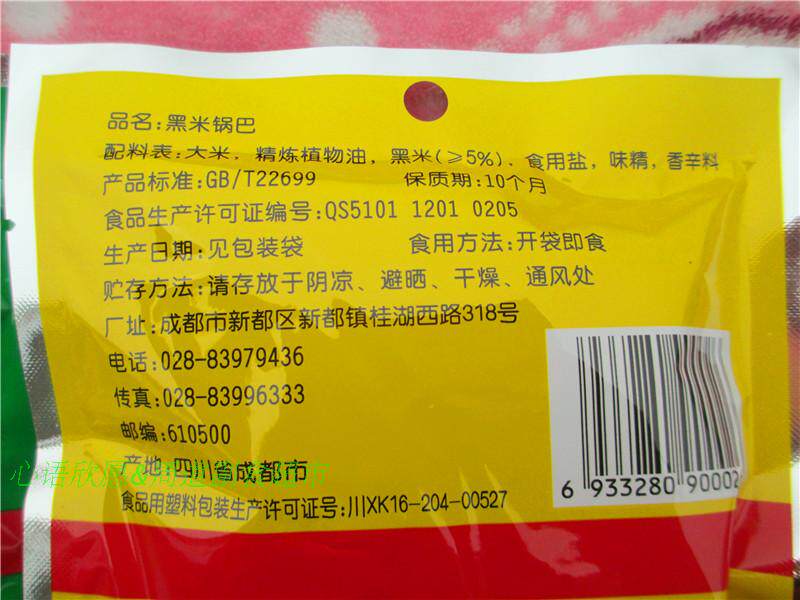 品名:黑米锅巴
配料表:大米、精炼植物油，黑米(≥5%)、食用盐，味精，香辛料
产品标准:GB/T22699 保质期:10个月
食品生产许可证编号:QS5101 1201 0205
生产日期:见包装袋 食用方法:开袋即食
贮存方法:请存放于阴凉、避晒、干燥、通风处
厂址:成都市新都区新都镇桂湖西路318号
电话:028-83979436
传真:028-83996333
邮编:610500
产地:四川省成都市
食品用塑料包装生产许可证号:川XK16-204-00527
6 933280 90002
心语欣愿&